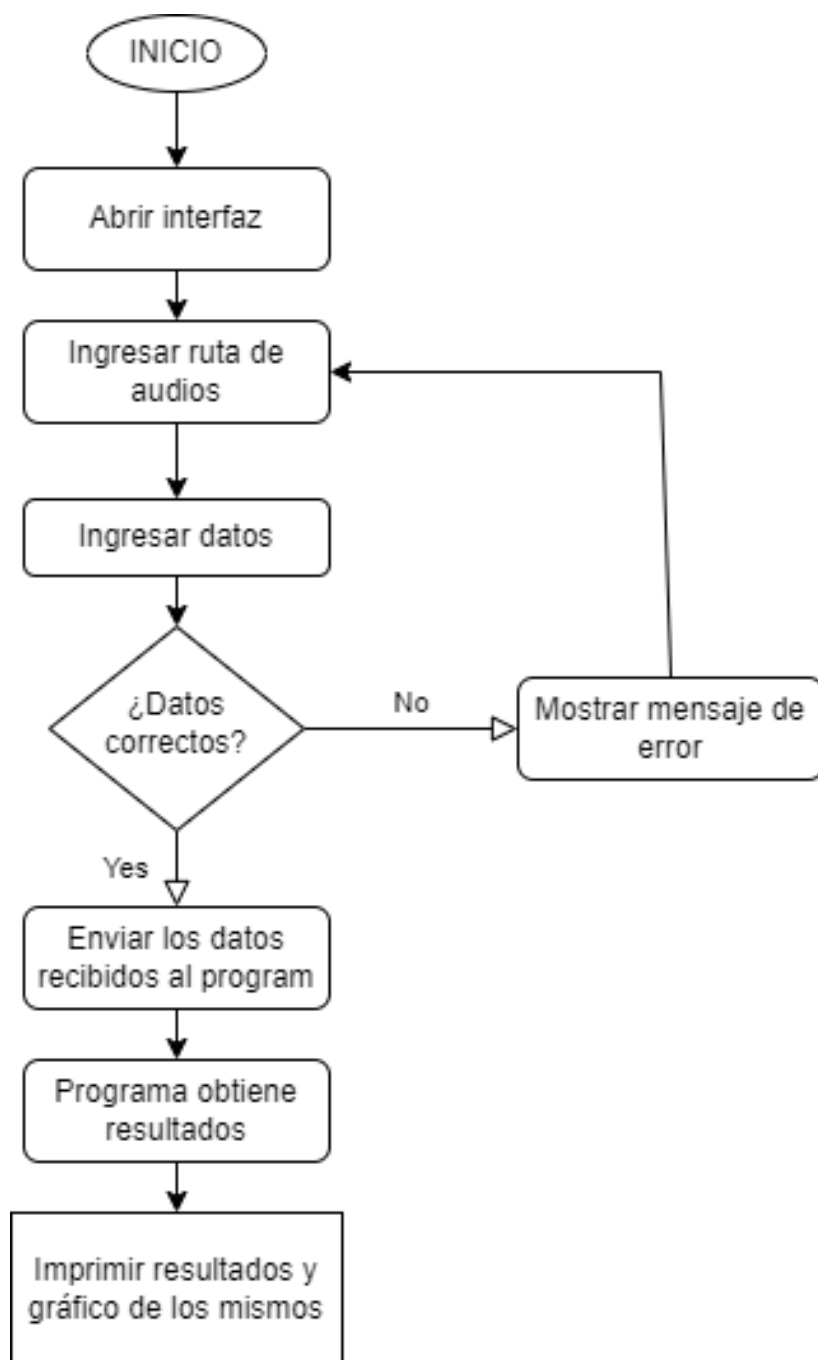 INICIO
Abrir interfaz
Ingresar ruta de
audios
Ingresar datos
¿Datos
correctos?
No
Mostrar mensaje de
error
Yes
Enviar los datos
recibidos al program
Programa obtiene
resultados
Imprimir resultados y
gráfico de los mismos